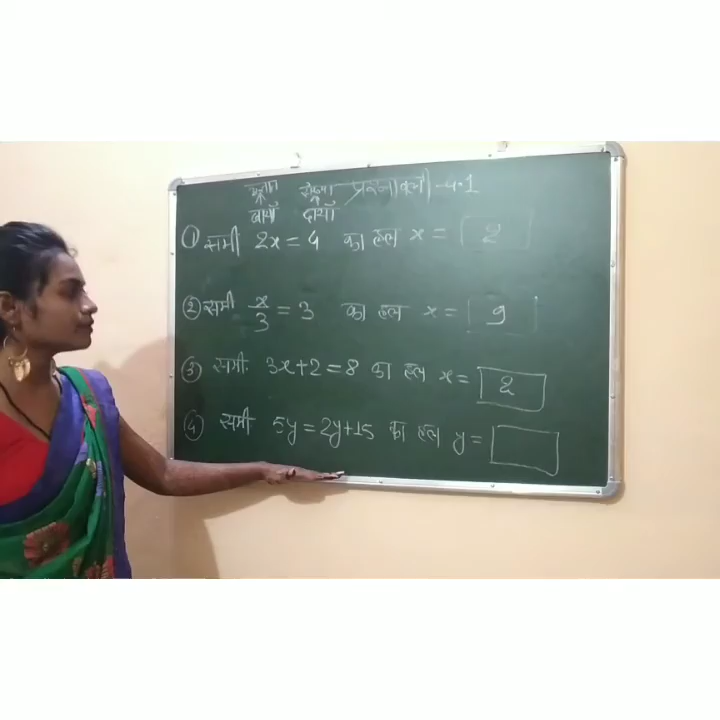 प्रश्नावली-4.1
बायाँ दायाँ
① समी 2x = 4 का हल x = 2
② समी x/3 = 3 का हल x = 9
③ समी. 3x+2 = 8 का हल x = 2
④ समी 5y = 2y+15 का हल y =